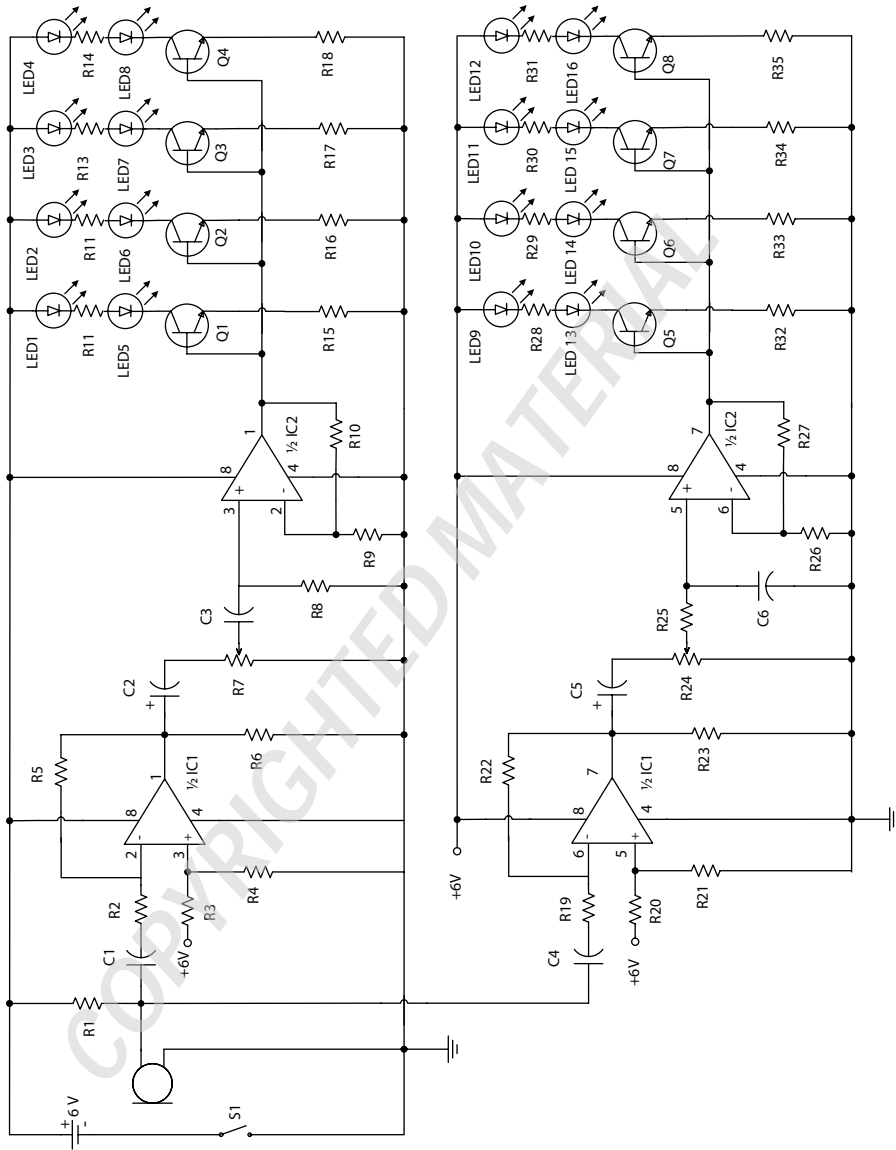 LED4
R14
LED8
Q4
R18
LED3
R13
LED7
Q3
R17
LED2
R11
LED6
Q2
R16
LED1
R11
LED5
Q1
R15
1
½ IC2
R10
8
+
4
3
2
-
R9
C3
R8
R7
C2
+
R5
R6
1
½ IC1
8
4
2
-
3
+
R2
R3
R4
C1
+6V
R1
+
6 V
-
S1
LED12
R31
LED16
Q8
R35
LED11
R30
LED 15
Q7
R34
LED10
R29
LED 14
Q6
R33
LED9
R28
LED 13
Q5
R32
7
½ IC2
R27
8
+
4
5
6
-
R26
R25
C6
R24
C5
+
R22
R23
7
½ IC1
8
4
+6V
6
-
5
+
R19
R20
R21
C4
+6V
COPYRIGHTED MATERIAL